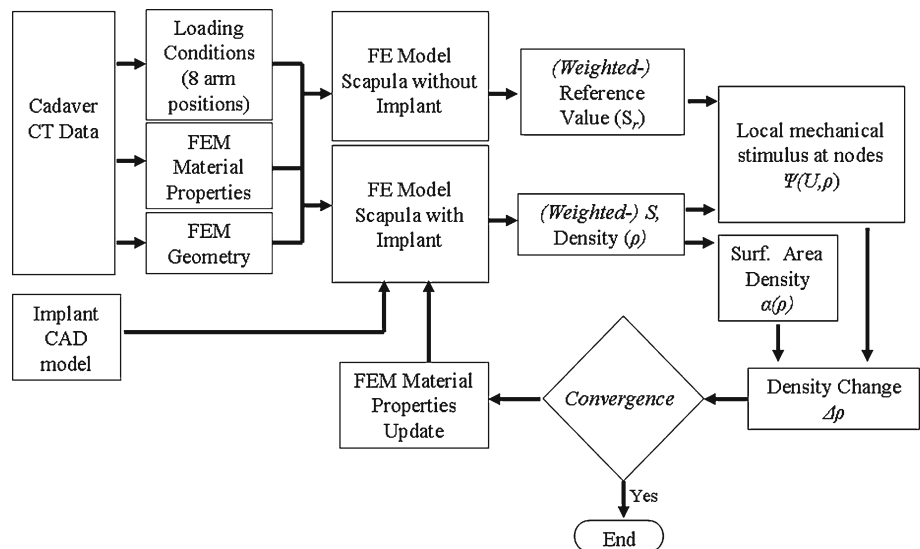 Cadaver
CT Data
Loading
Conditions
(8 arm
positions)
FEM
Material
Properties
FEM
Geometry
Implant
CAD
model
FE Model
Scapula without
Implant
FE Model
Scapula with
Implant
(Weighted-)
Reference
Value (Sr)
(Weighted-) S,
Density (ρ)
Local mechanical
stimulus at nodes
Ψ(U,ρ)
Surf. Area
Density
α(ρ)
Density Change
Δρ
Convergence
FEM Material
Properties
Update
Yes
End